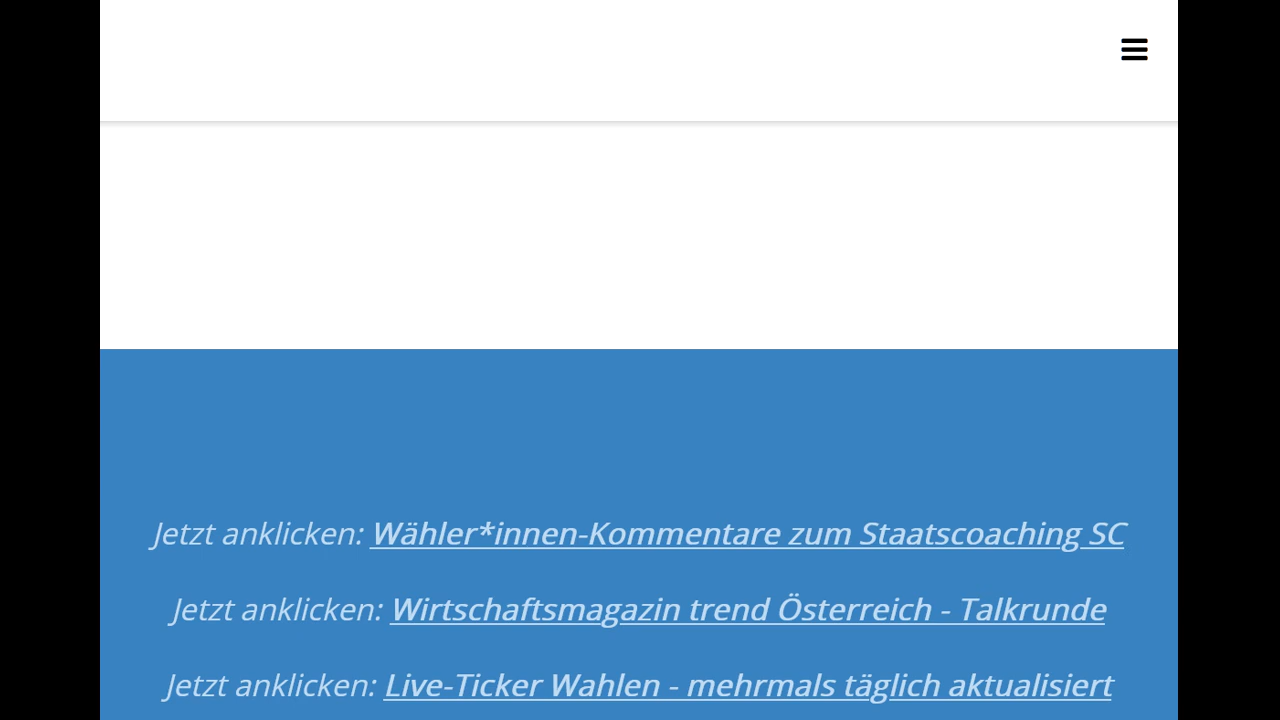 Jetzt anklicken: Wähler*innen-Kommentare zum Staatscoaching SC
Jetzt anklicken: Wirtschaftsmagazin trend Österreich - Talkrunde
Jetzt anklicken: Live-Ticker Wahlen - mehrmals täglich aktualisiert